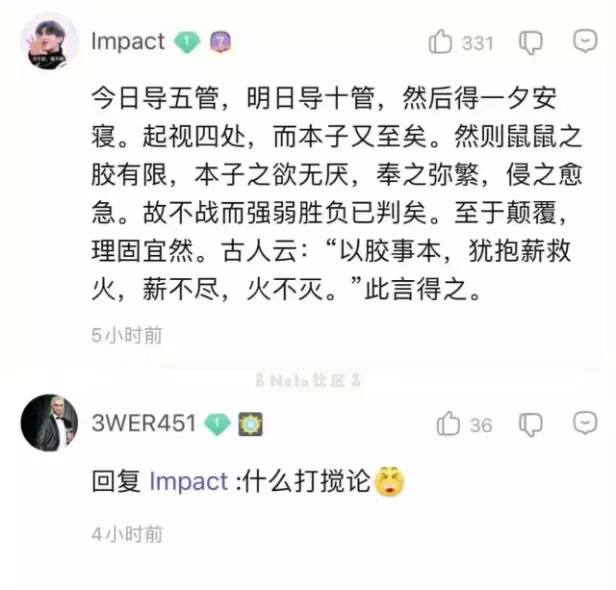 Impact
331
今日导五管，明日导十管，然后得一夕安
寝。起视四处，而本子又至矣。然则鼠鼠之
胶有限，本子之欲无厌，奉之弥繁，侵之愈
急。故不战而强弱胜负已判矣。至于颠覆，
理固宜然。古人云：“以胶事本，犹抱薪救
火，薪不尽，火不灭。”此言得之。
5小时前
3WER451
36
回复 Impact :什么打搅论
4小时前